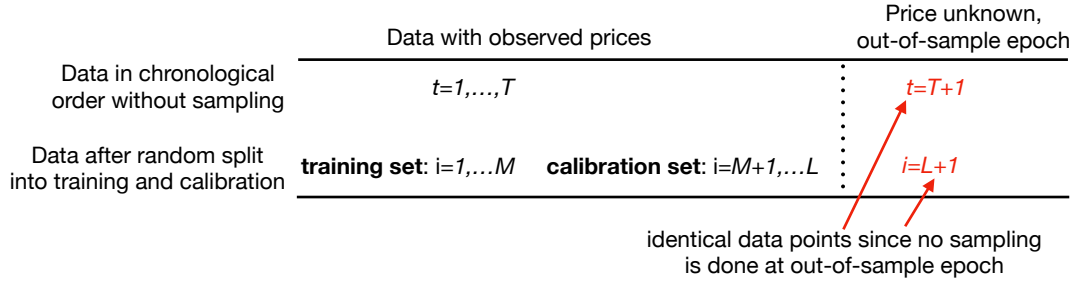 Data with observed prices
Price unknown,
out-of-sample epoch
Data in chronological
order without sampling
t=1,...,T
t=T+1
Data after random split
into training and calibration
training set: i=1,...M
calibration set: i=M+1,...L
i=L+1
identical data points since no sampling
is done at out-of-sample epoch